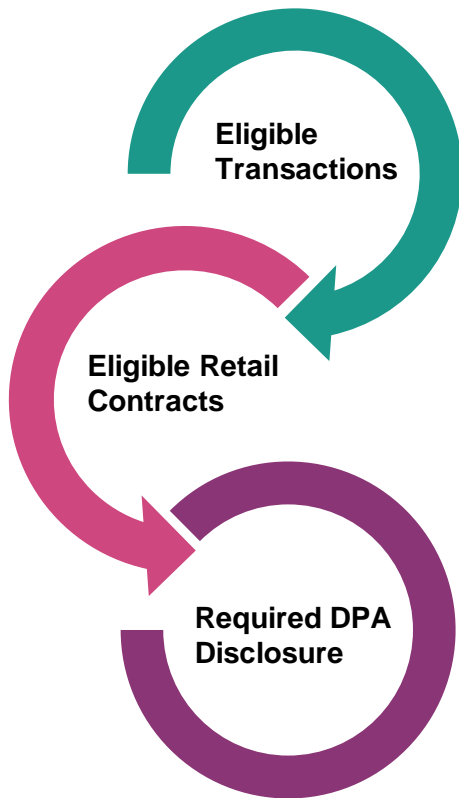 Eligible
Transactions
Eligible Retail
Contracts
Required DPA
Disclosure